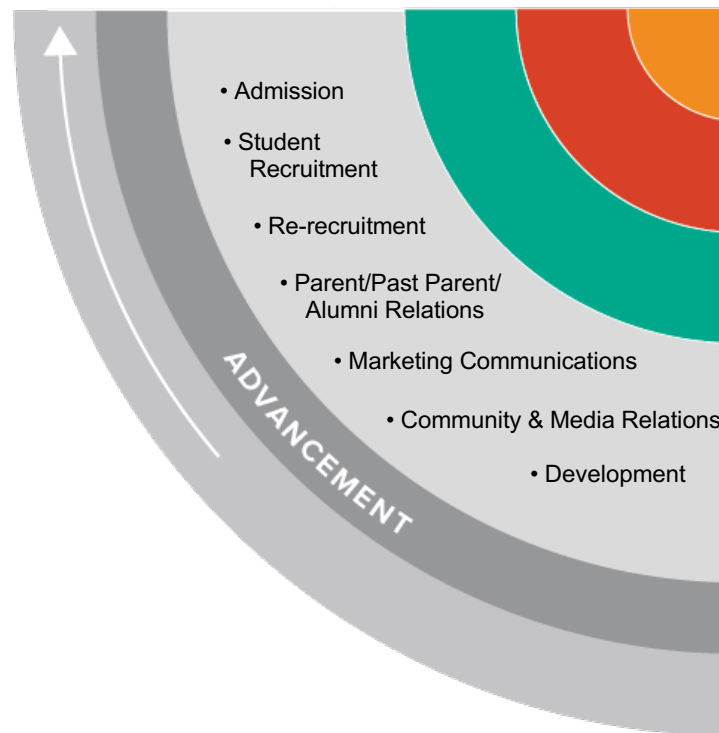 • Admission
• Student
Recruitment
• Re-recruitment
• Parent/Past Parent/
Alumni Relations
• Marketing Communications
• Community & Media Relations
• Development
ADVANCEMENT